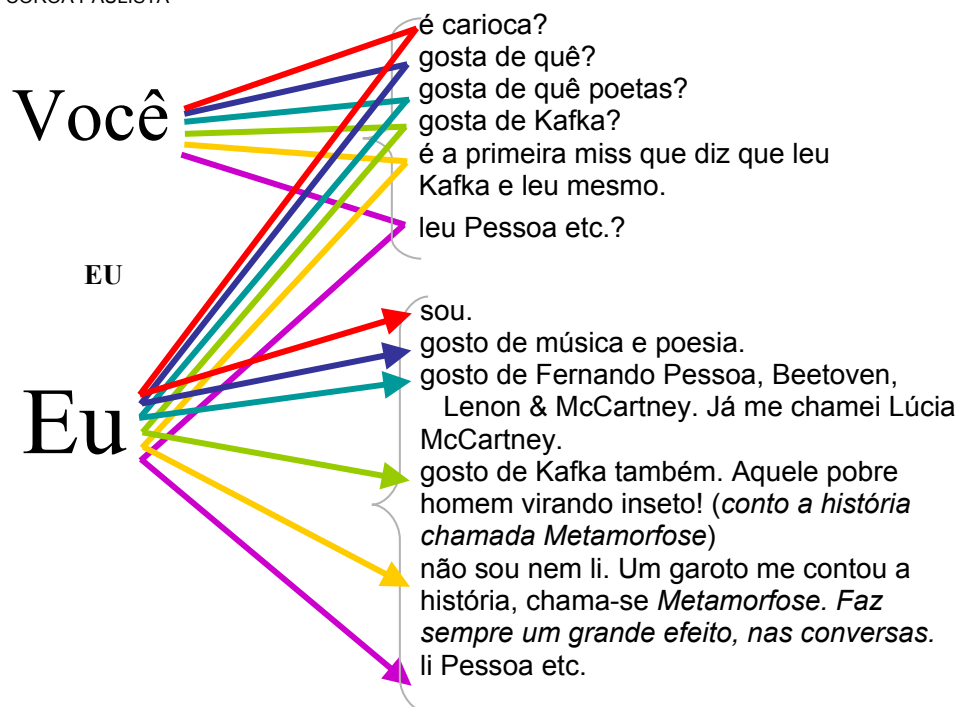 COROA PAULISTA
Você
é carioca?
gosta de quê?
gosta de quê poetas?
gosta de Kafka?
é a primeira miss que diz que leu
Kafka e leu mesmo.
leu Pessoa etc.?
EU
Eu
sou.
gosto de música e poesia.
gosto de Fernando Pessoa, Beetoven,
Lenon & McCartney. Já me chamei Lúcia
McCartney.
gosto de Kafka também. Aquele pobre
homem virando inseto! (conto a história
chamada Metamorfose)
não sou nem li. Um garoto me contou a
história, chama-se Metamorfose. Faz
sempre um grande efeito, nas conversas.
li Pessoa etc.